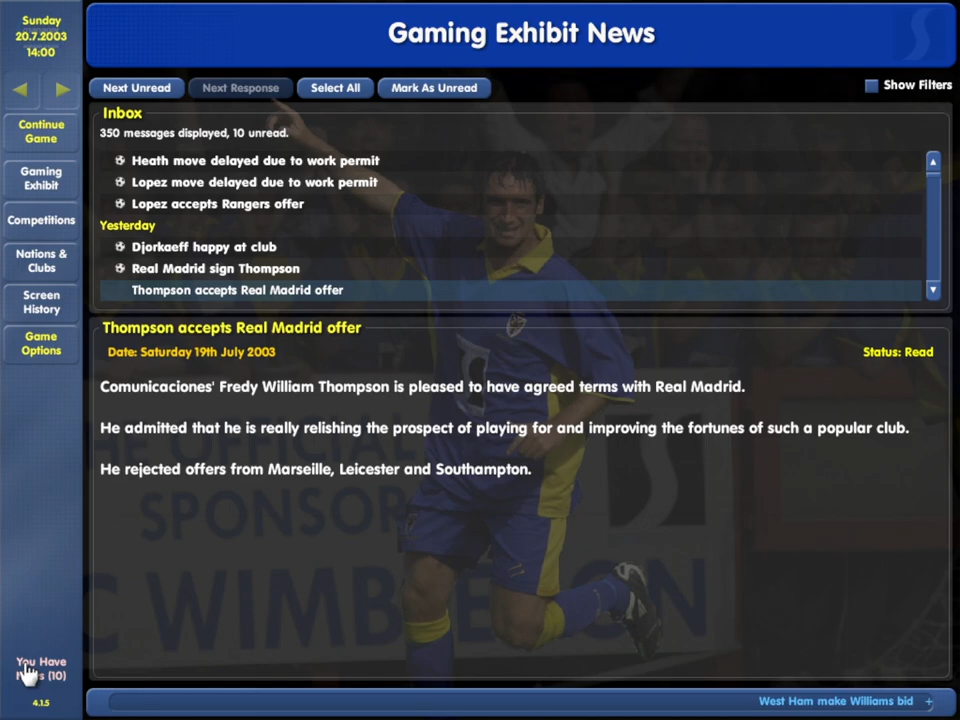 Sunday
20.7.2003
14:00
Gaming Exhibit News
Next Unread
Next Response
Select All
Mark As Unread
Show Filters
Continue
Game
Gaming
Exhibit
Competitions
Nations &
Clubs
Screen
History
Game
Options
Inbox
350 messages displayed, 10 unread.
Heath move delayed due to work permit
Lopez move delayed due to work permit
Lopez accepts Rangers offer
Yesterday
Djorkaeff happy at club
Real Madrid sign Thompson
Thompson accepts Real Madrid offer
Thompson accepts Real Madrid offer
Date: Saturday 19th July 2003
Status: Read
Comunicaciones' Fredy William Thompson is pleased to have agreed terms with Real Madrid.
He admitted that he is really relishing the prospect of playing for and improving the fortunes of such a popular club.
He rejected offers from Marseille, Leicester and Southampton.
THE OFFICIAL
SPONSOR
C WIMBLEDON
You Have
(10)
4.1.5
West Ham make Williams bid +